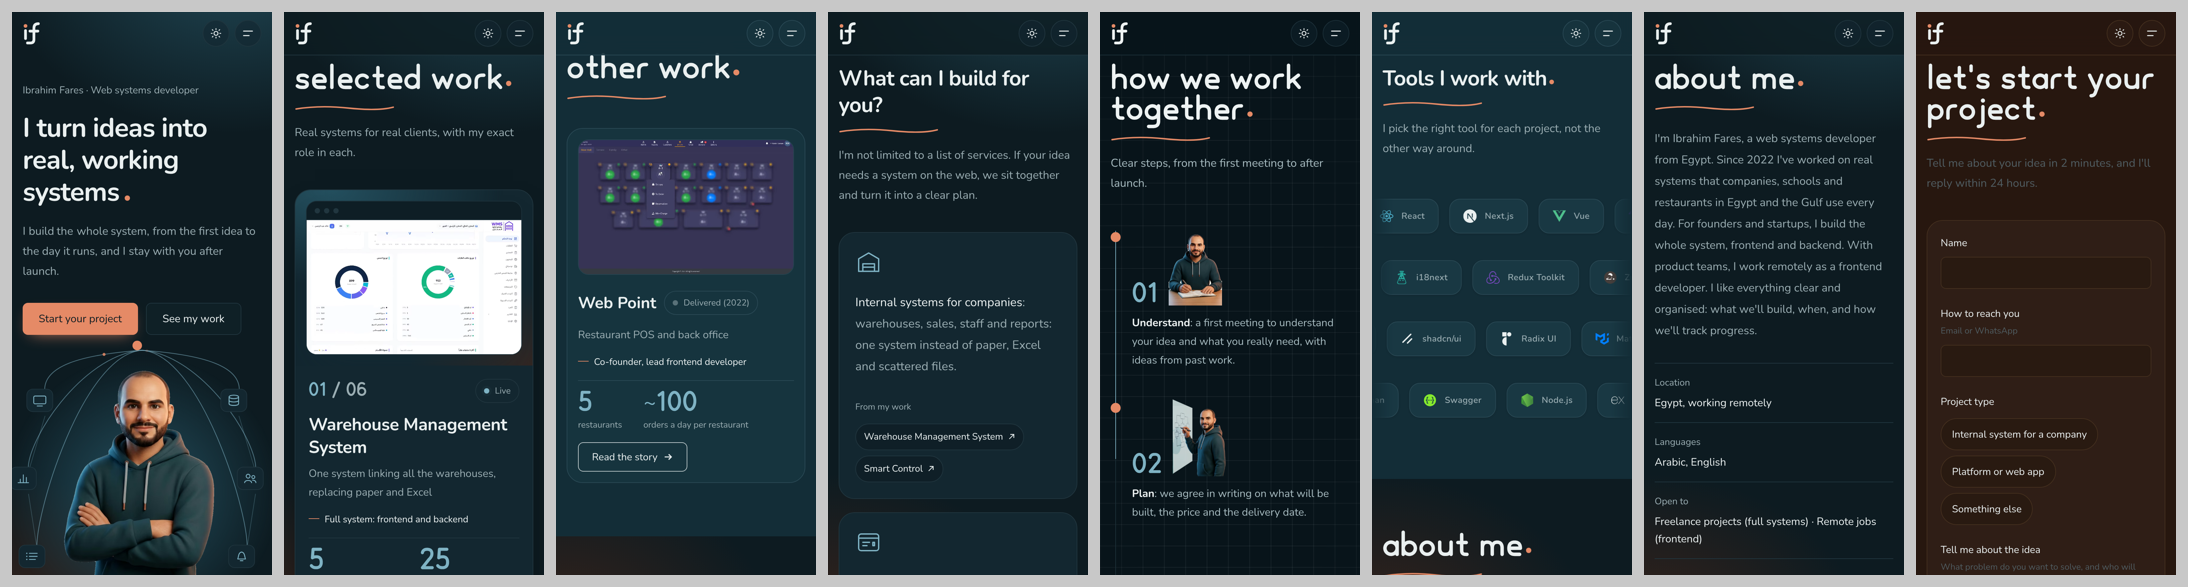 if
Ibrahim Fares · Web systems developer
I turn ideas into
real, working
systems.
I build the whole system, from the first idea to
the day it runs, and I stay with you after
launch.
Start your project
See my work
if
selected work.
Real systems for real clients, with my exact
role in each.
01 / 06
Live
Warehouse Management
System
One system linking all the warehouses,
replacing paper and Excel
— Full system: frontend and backend
5
25
if
other work.
Web Point
Delivered (2022)
Restaurant POS and back office
— Co-founder, lead frontend developer
5
~100
restaurants
orders a day per restaurant
Read the story →
if
What can I build for
you?
I'm not limited to a list of services. If your idea
needs a system on the web, we sit together
and turn it into a clear plan.
Internal systems for companies:
warehouses, sales, staff and reports:
one system instead of paper, Excel
and scattered files.
From my work
Warehouse Management System ↗
Smart Control ↗
if
how we work
together.
Clear steps, from the first meeting to after
launch.
01
Understand: a first meeting to understand
your idea and what you really need, with
ideas from past work.
02
Plan: we agree in writing on what will be
built, the price and the delivery date.
if
Tools I work with.
I pick the right tool for each project, not the
other way around.
React
Next.js
Vue
i18next
Redux Toolkit
shadcn/ui
Radix UI
Swagger
Node.js
ex
about me.
if
about me.
I'm Ibrahim Fares, a web systems developer
from Egypt. Since 2022 I've worked on real
systems that companies, schools and
restaurants in Egypt and the Gulf use every
day. For founders and startups, I build the
whole system, frontend and backend. With
product teams, I work remotely as a frontend
developer. I like everything clear and
organised: what we'll build, when, and how
we'll track progress.
Location
Egypt, working remotely
Languages
Arabic, English
Open to
Freelance projects (full systems) · Remote jobs
(frontend)
if
let's start your
project.
Tell me about your idea in 2 minutes, and I'll
reply within 24 hours.
Name
How to reach you
Email or WhatsApp
Project type
Internal system for a company
Platform or web app
Something else
Tell me about the idea
What problem do you want to solve, and who will